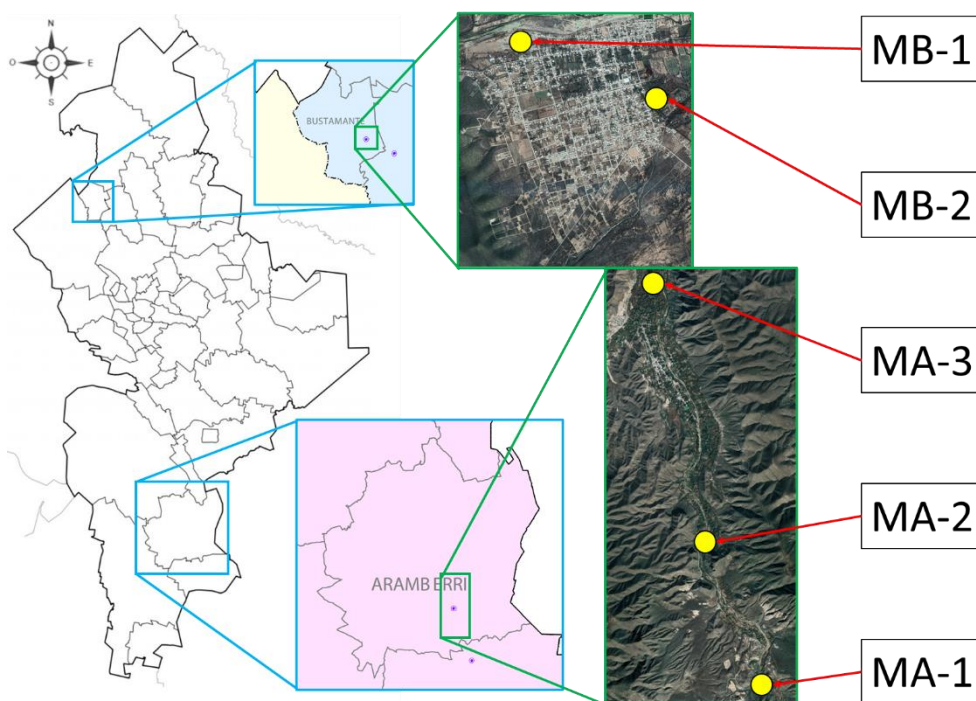 N
O
E
S
BUSTAMANTE
ARAMBERRI
MB-1
MB-2
MA-3
MA-2
MA-1